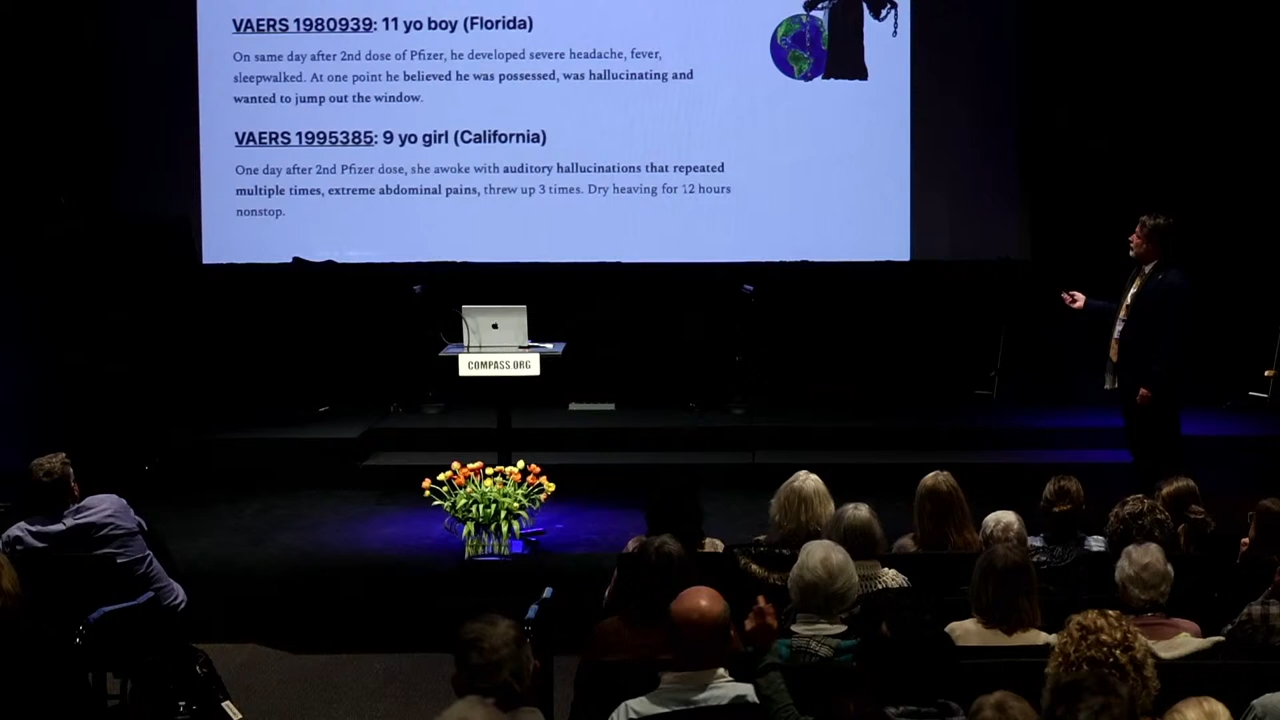 VAERS 1980939: 11 yo boy (Florida)
On same day after 2nd dose of Pfizer, he developed severe headache, fever,
sleepwalked. At one point he believed he was possessed, was hallucinating and
wanted to jump out the window.
VAERS 1995385: 9 yo girl (California)
One day after 2nd Pfizer dose, she awoke with auditory hallucinations that repeated
multiple times, extreme abdominal pains, threw up 3 times. Dry heaving for 12 hours
nonstop.
COMPASS.ORG